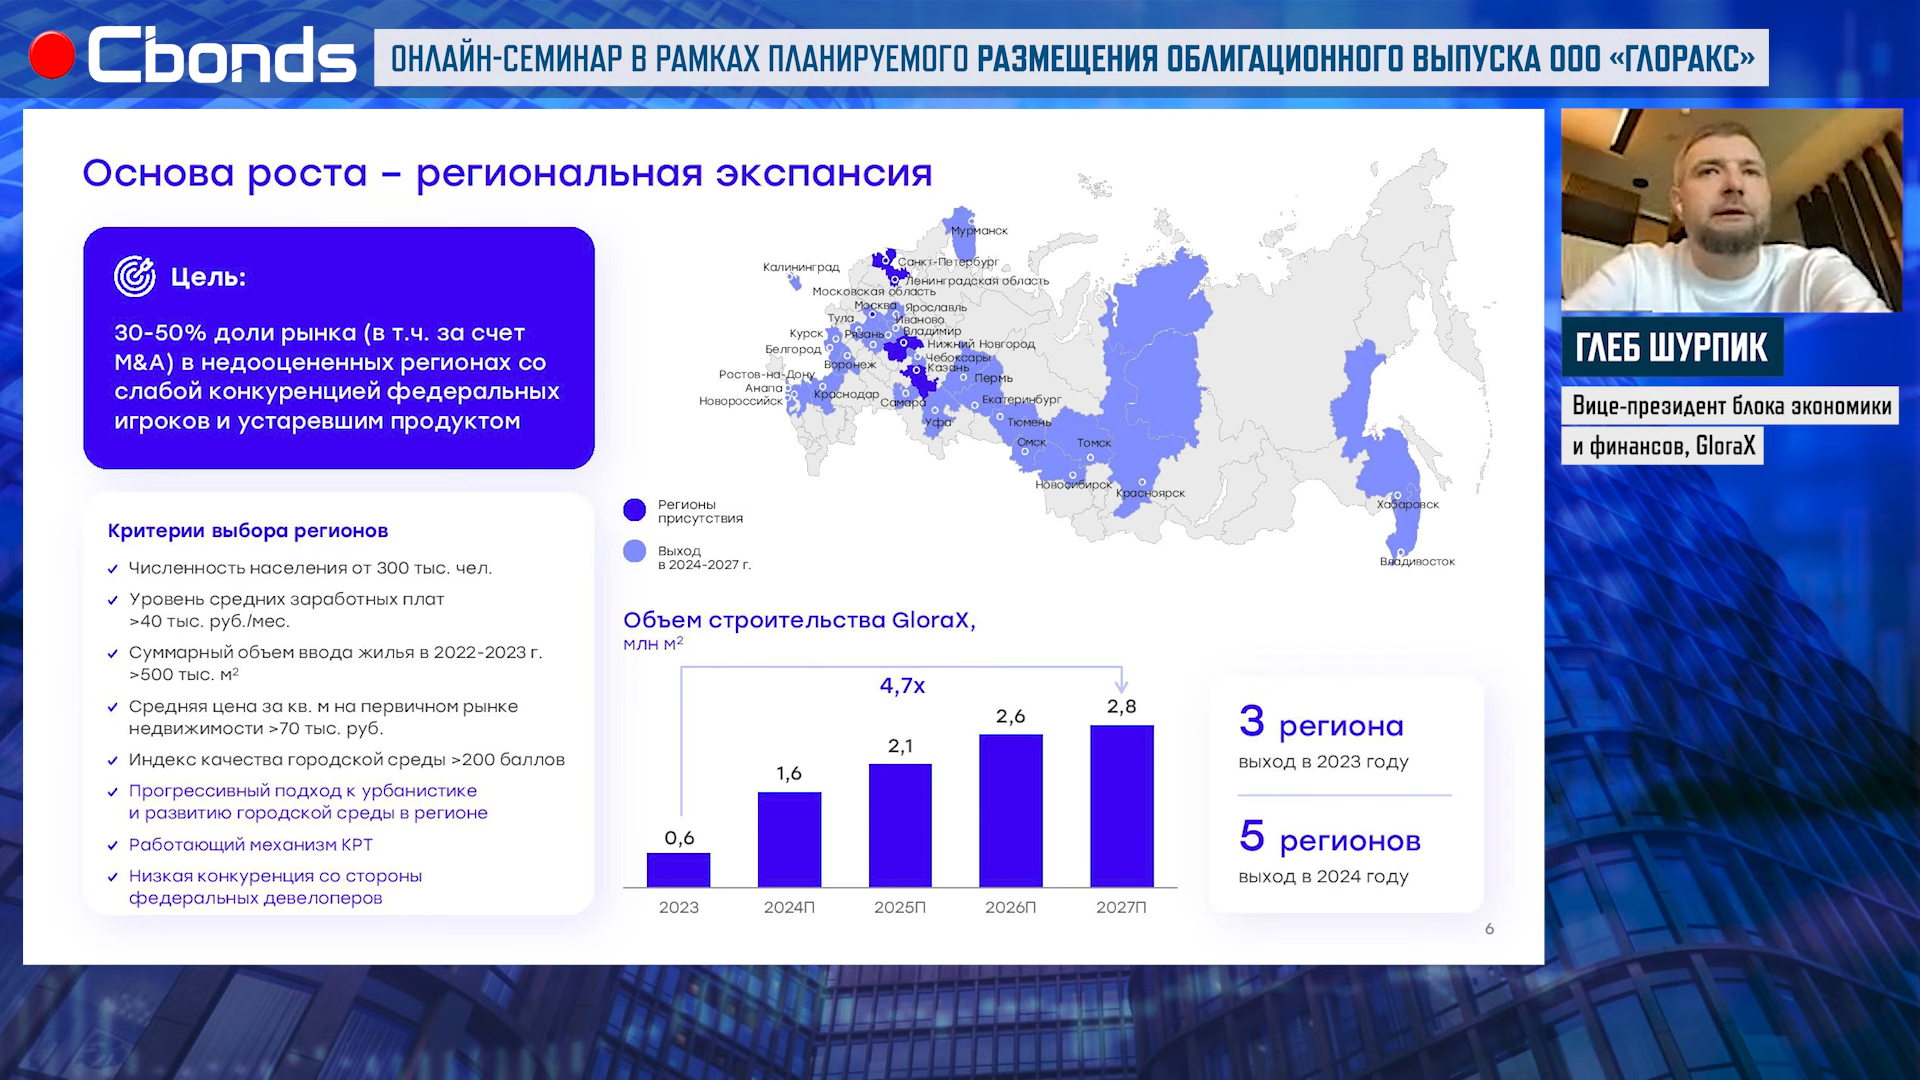 Cbonds
ОНЛАЙН-СЕМИНАР В РАМКАХ ПЛАНИРУЕМОГО РАЗМЕЩЕНИЯ ОБЛИГАЦИОННОГО ВЫПУСКА ООО «ГЛОРАКС»
Основа роста – региональная экспансия
Цель:
30-50% доли рынка (в т.ч. за счет
M&A) в недооцененных регионах со
слабой конкуренцией федеральных
игроков и устаревшим продуктом
Критерии выбора регионов
Численность населения от 300 тыс. чел.
Уровень средних заработных плат
>40 тыс. руб./мес.
Суммарный объем ввода жилья в 2022-2023 г.
>500 тыс. м²
Средняя цена за кв. м на первичном рынке
недвижимости >70 тыс. руб.
Индекс качества городской среды >200 баллов
Прогрессивный подход к урбанистике
и развитию городской среды в регионе
Работающий механизм КРТ
Низкая конкуренция со стороны
федеральных девелоперов
Мурманск
Калининград
Санкт-Петербург
Ленинградская область
Московская область
Москва
Ярославль
Тула
Иваново
Курск
Рязань
Владимир
Белгород
Нижний Новгород
Чебоксары
Воронеж
Казань
Ростов-на-Дону
Пермь
Анапа
Краснодар
Новороссийск
Самара
Екатеринбург
Уфа
Тюмень
Омск
Томск
Новосибирск
Красноярск
Хабаровск
Владивосток
Регионы
присутствия
Выход
в 2024-2027 г.
Объем строительства GloraX,
млн м²
4,7x
0,6
1,6
2,1
2,6
2,8
2023
2024П
2025П
2026П
2027П
3 региона
выход в 2023 году
5 регионов
выход в 2024 году
6
ГЛЕБ ШУРПИК
Вице-президент блока экономики
и финансов, GloraX